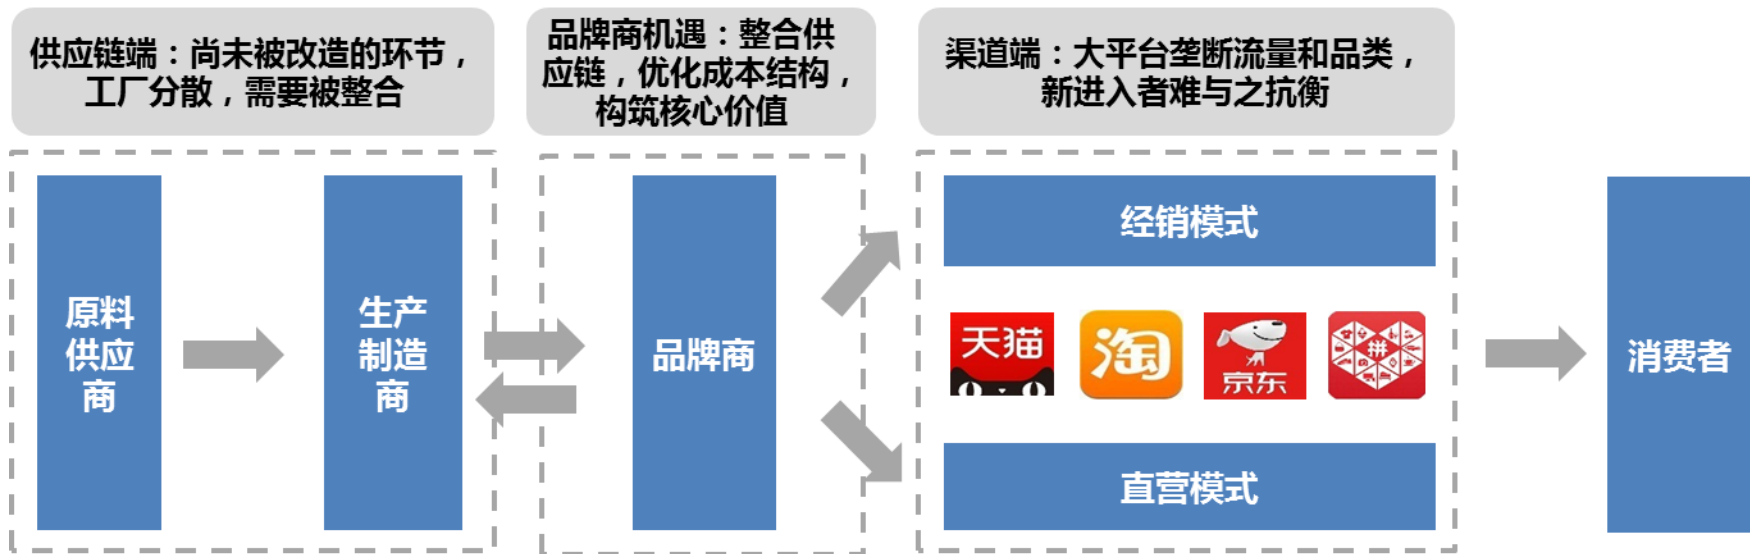 供应链端：尚未被改造的环节，
工厂分散，需要被整合
品牌商机遇：整合供
应链，优化成本结构，
构筑核心价值
渠道端：大平台垄断流量和品类，
新进入者难与之抗衡
原料
供应
商
生产
制造
商
品牌商
经销模式
天猫
淘
京东
拼
直营模式
消费者